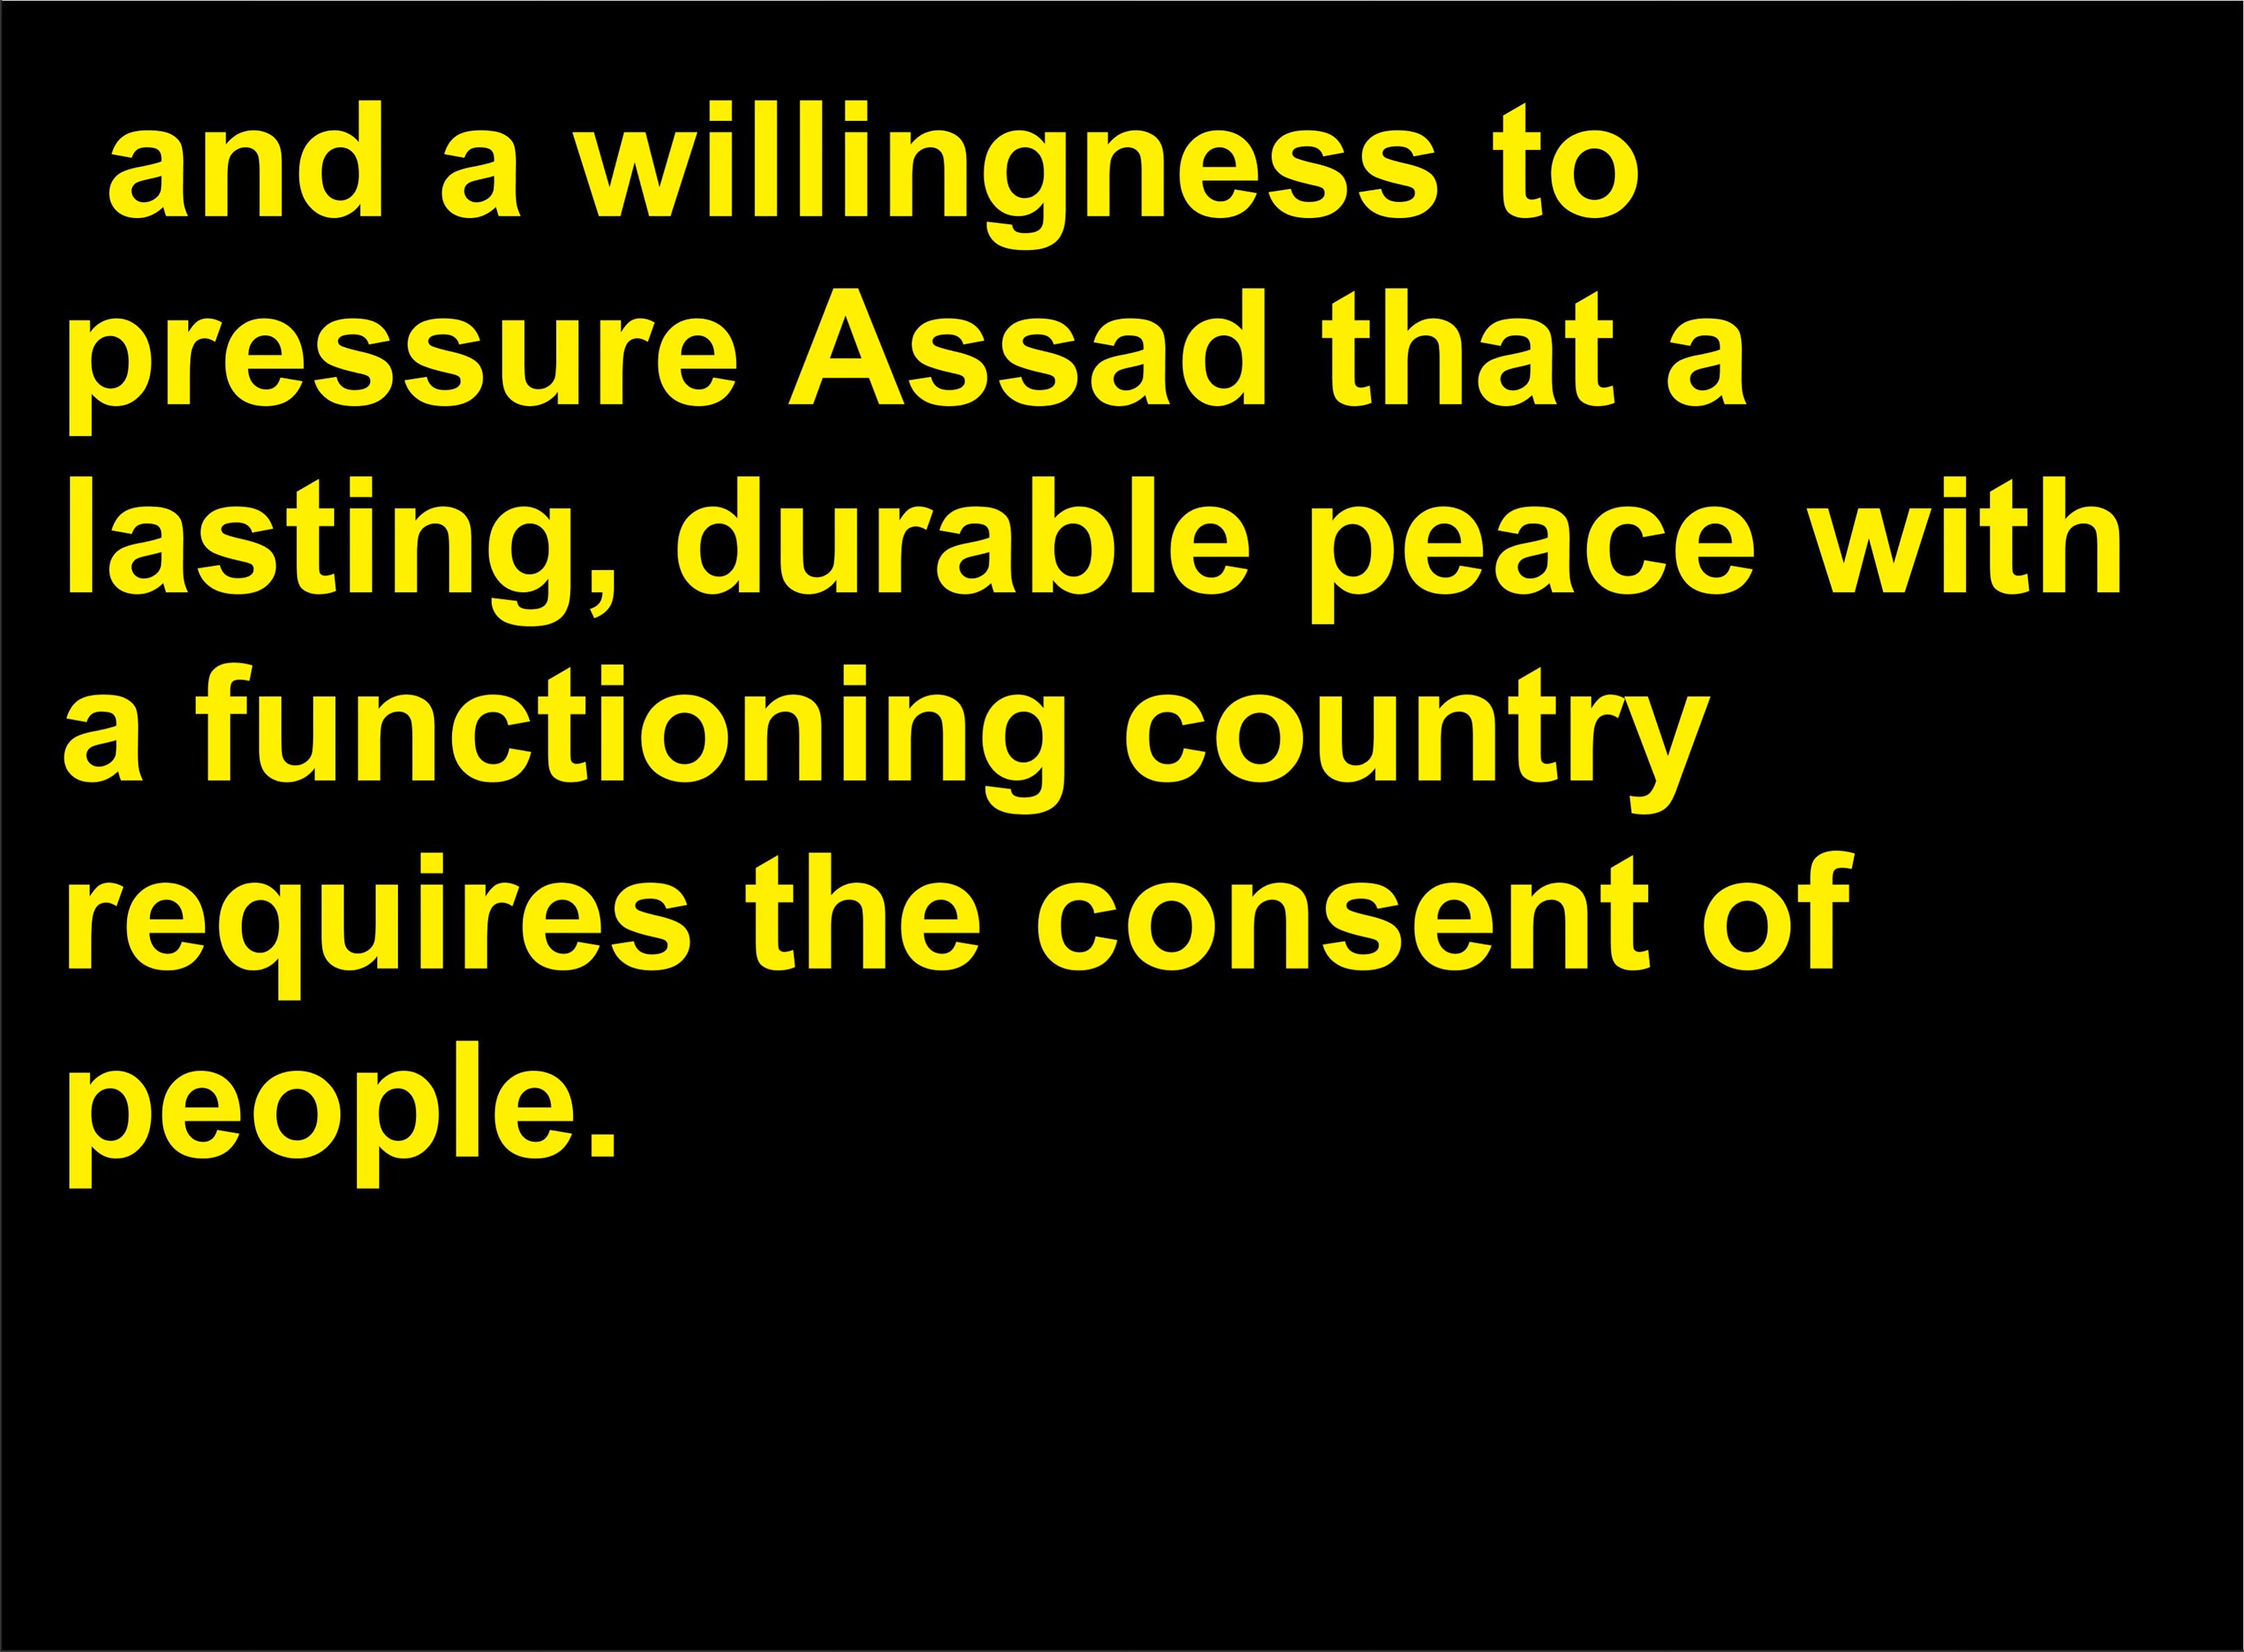 and a willingness to
pressure Assad that a
lasting, durable peace with
a functioning country
requires the consent of
people.